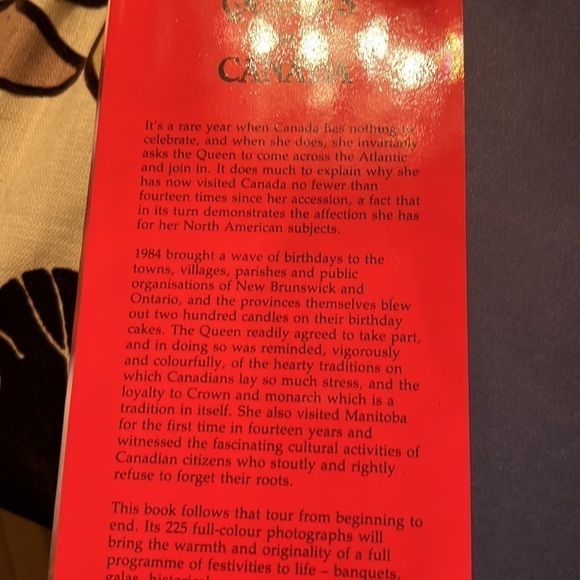 CANADA
It's a rare year when Canada has nothing to
celebrate, and when she does, she invariably
asks the Queen to come across the Atlantic
and join in. It does much to explain why she
has now visited Canada no fewer than
fourteen times since her accession, a fact that
in its turn demonstrates the affection she has
for her North American subjects.
1984 brought a wave of birthdays to the
towns, villages, parishes and public
organisations of New Brunswick and
Ontario, and the provinces themselves blew
out two hundred candles on their birthday
cakes. The Queen readily agreed to take part,
and in doing so was reminded, vigorously
and colourfully, of the hearty traditions on
which Canadians lay so much stress, and the
loyalty to Crown and monarch which is a
tradition in itself. She also visited Manitoba
for the first time in fourteen years and
witnessed the fascinating cultural activities of
Canadian citizens who stoutly and rightly
refuse to forget their roots.
This book follows that tour from beginning to
end. Its 225 full-colour photographs will
bring the warmth and originality of a full
programme of festivities to life – banquets,
galas, historical